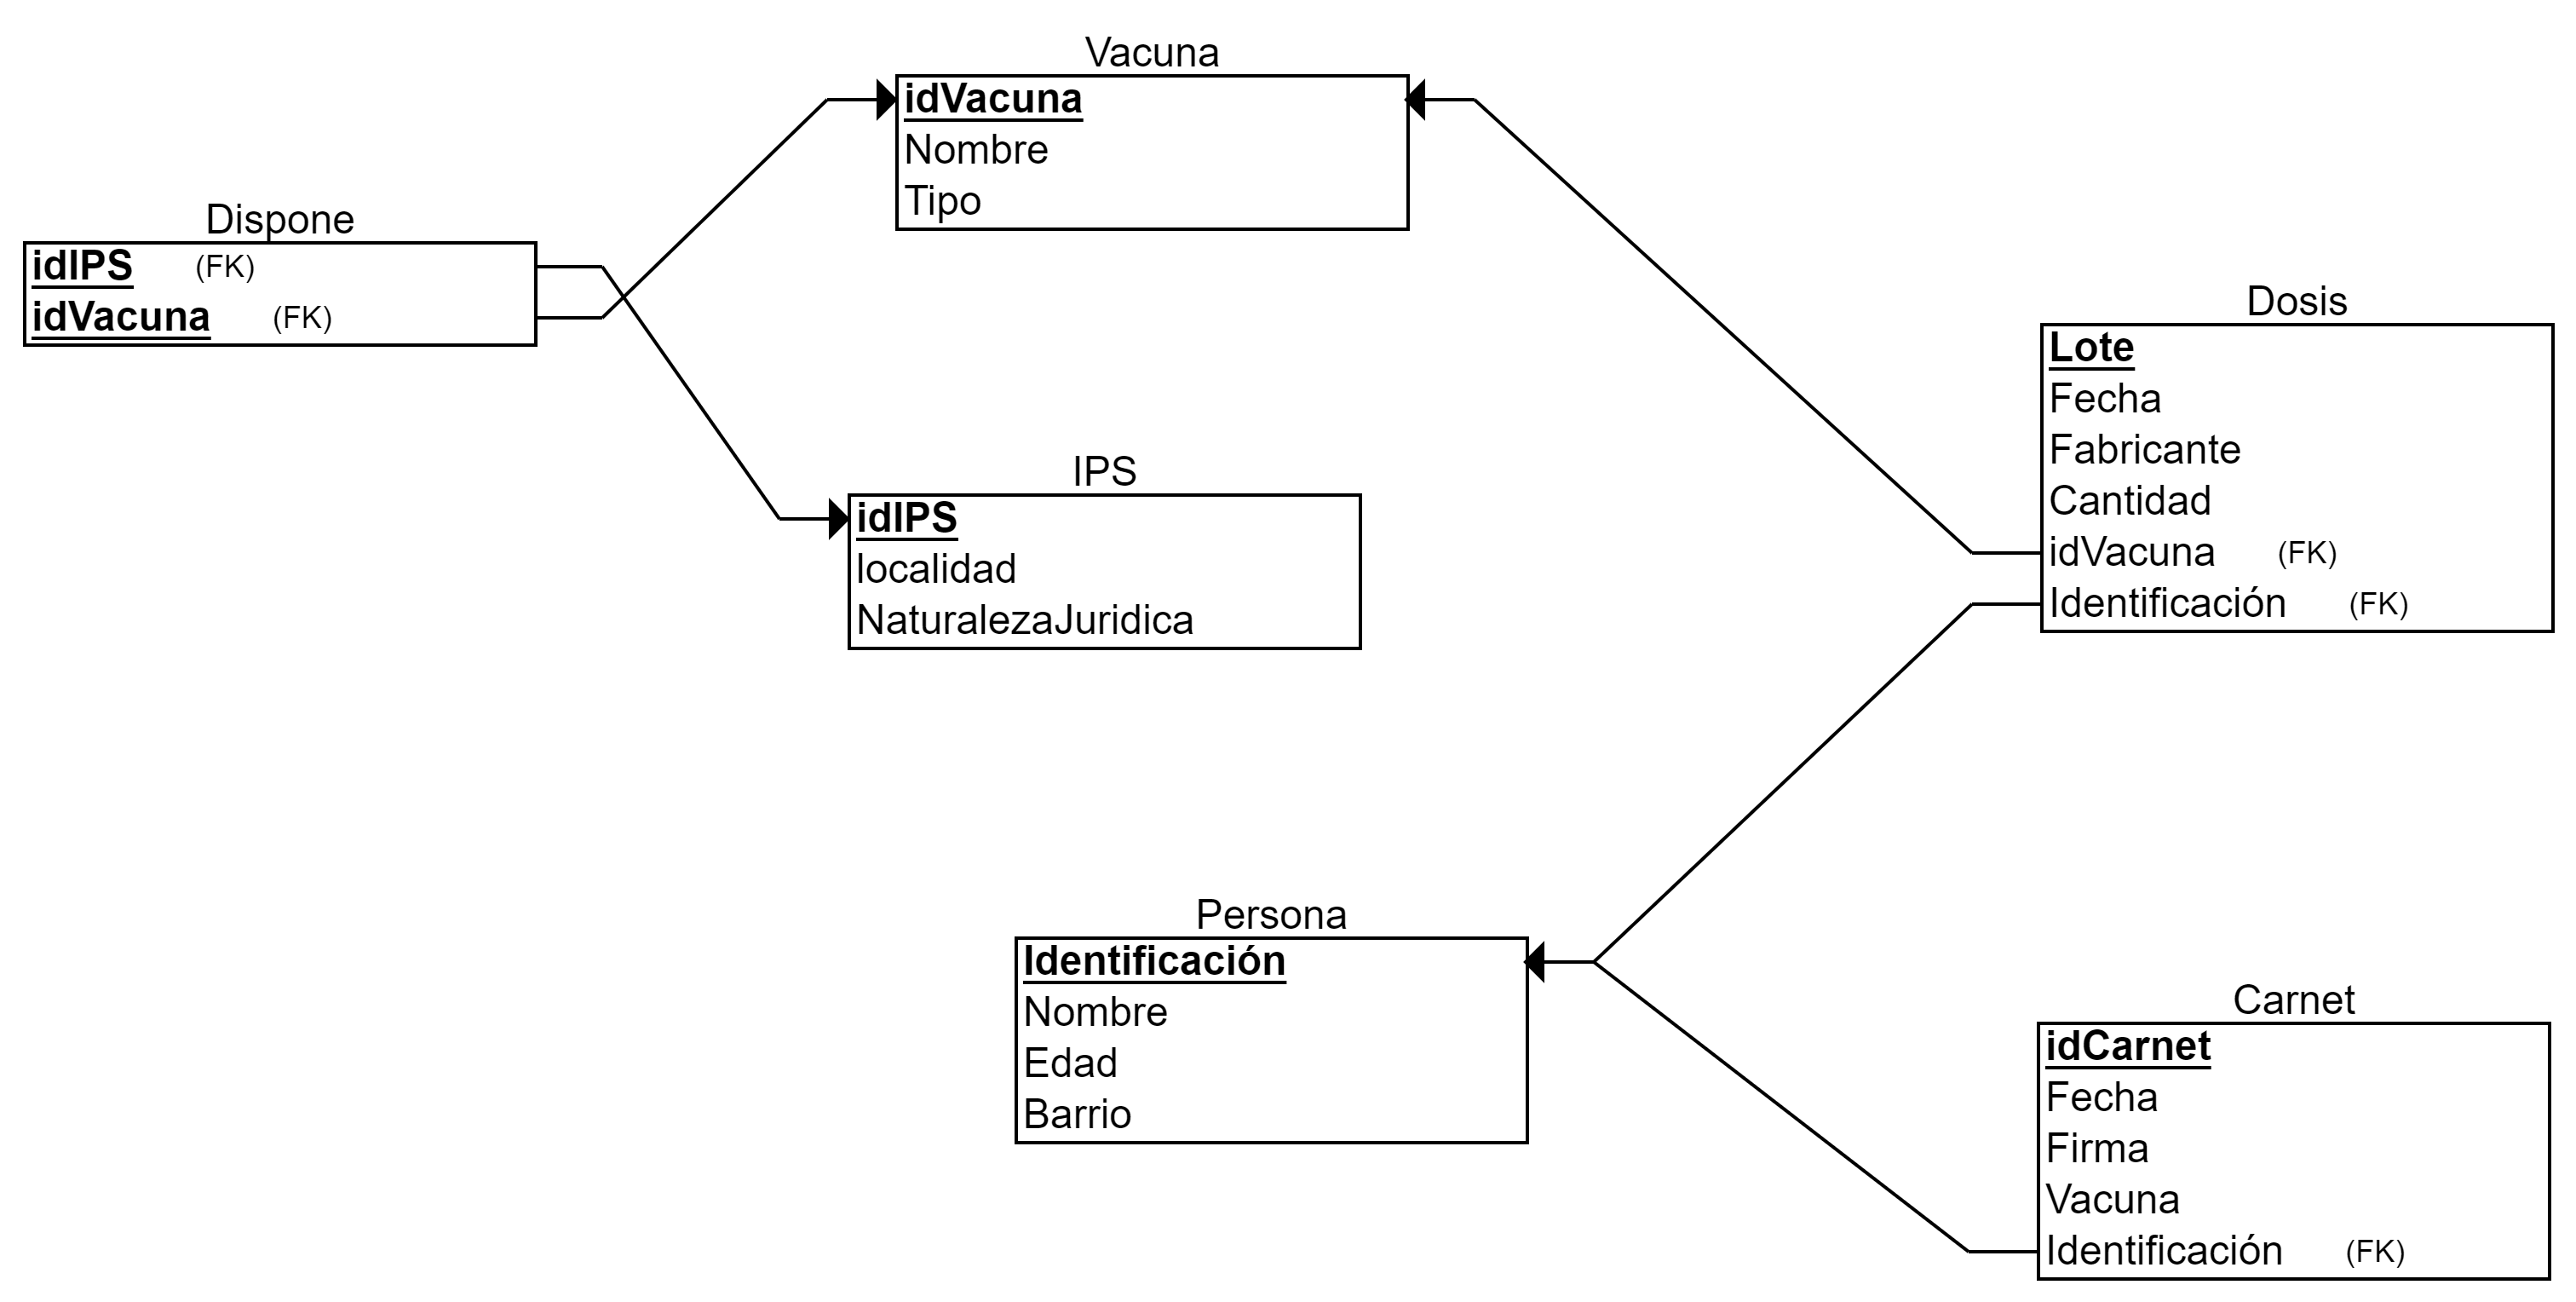 Vacuna
idVacuna
Nombre
Tipo
Dispone
idIPS (FK)
idVacuna (FK)
IPS
idIPS
localidad
NaturalezaJuridica
Dosis
Lote
Fecha
Fabricante
Cantidad
idVacuna (FK)
Identificación (FK)
Persona
Identificación
Nombre
Edad
Barrio
Carnet
idCarnet
Fecha
Firma
Vacuna
Identificación (FK)